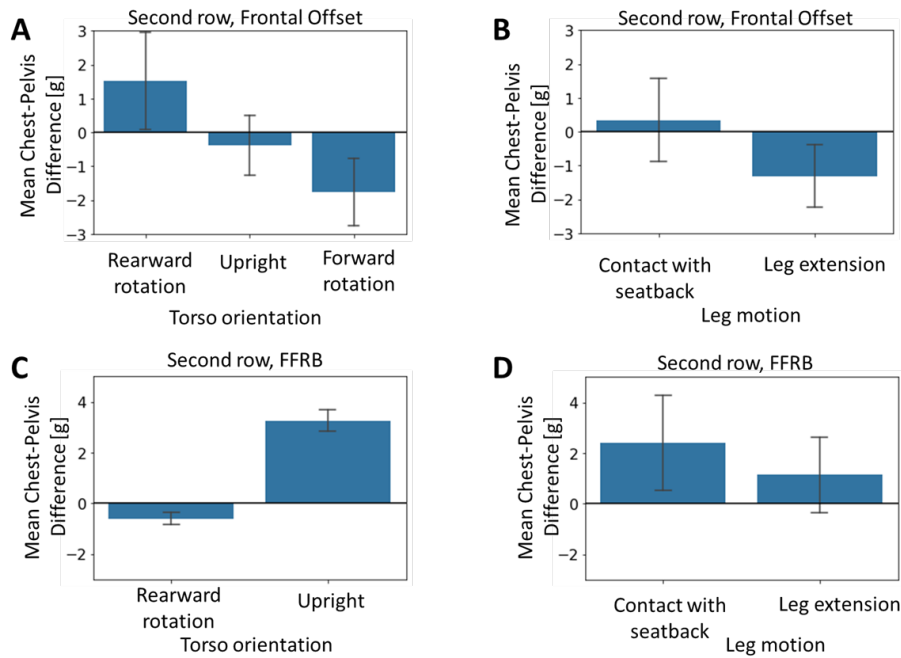 A
Second row, Frontal Offset
Mean Chest-Pelvis
Difference [g]
3
2
1
0
−1
−2
−3
Rearward
rotation
Upright
Forward
rotation
Torso orientation
B
Second row, Frontal Offset
Mean Chest-Pelvis
Difference [g]
3
2
1
0
−1
−2
−3
Contact with
seatback
Leg extension
Leg motion
C
Second row, FFRB
Mean Chest-Pelvis
Difference [g]
4
2
0
−2
Rearward
rotation
Upright
Torso orientation
D
Second row, FFRB
Mean Chest-Pelvis
Difference [g]
4
2
0
−2
Contact with
seatback
Leg extension
Leg motion